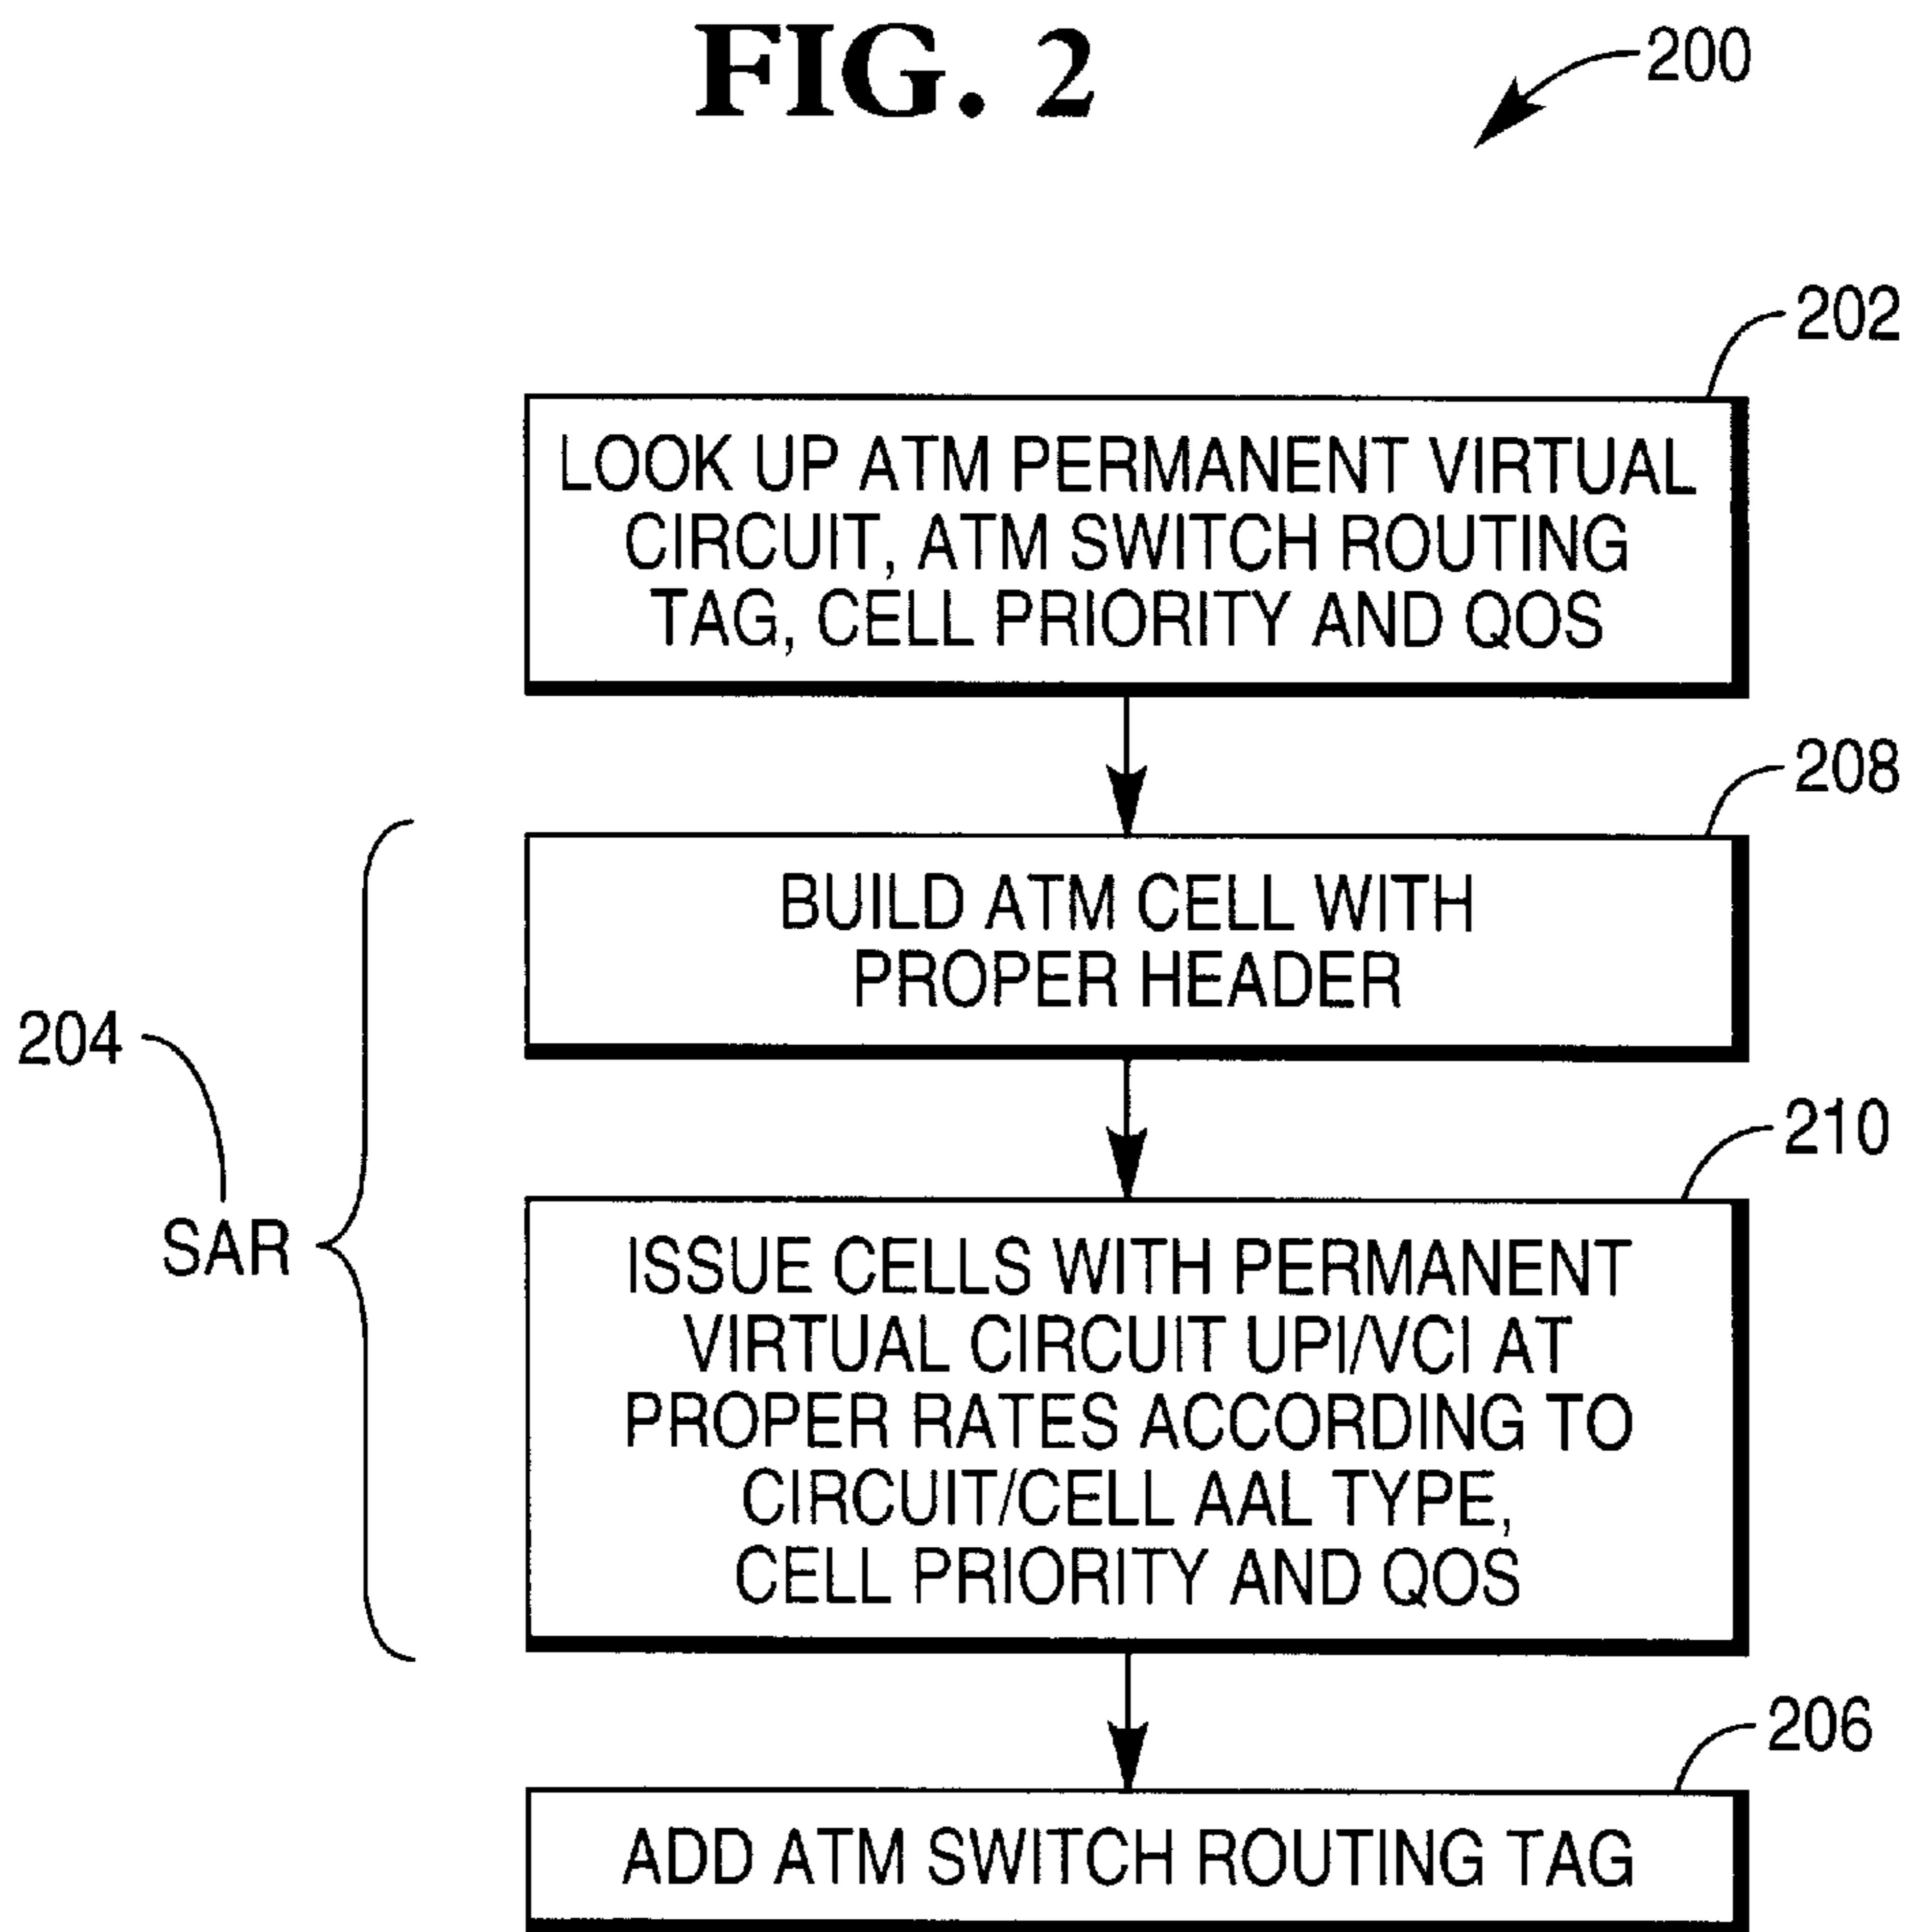 FIG. 2
200
202
LOOK UP ATM PERMANENT VIRTUAL
CIRCUIT, ATM SWITCH ROUTING
TAG, CELL PRIORITY AND QOS
208
BUILD ATM CELL WITH
PROPER HEADER
204
SAR
210
ISSUE CELLS WITH PERMANENT
VIRTUAL CIRCUIT UPI/VCI AT
PROPER RATES ACCORDING TO
CIRCUIT/CELL AAL TYPE,
CELL PRIORITY AND QOS
206
ADD ATM SWITCH ROUTING TAG